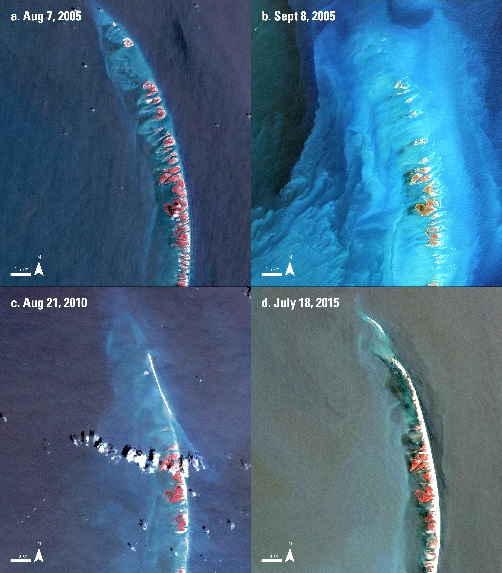 a. Aug 7, 2005
b. Sept 8, 2005
N
N
c. Aug 21, 2010
d. July 18, 2015
N
N